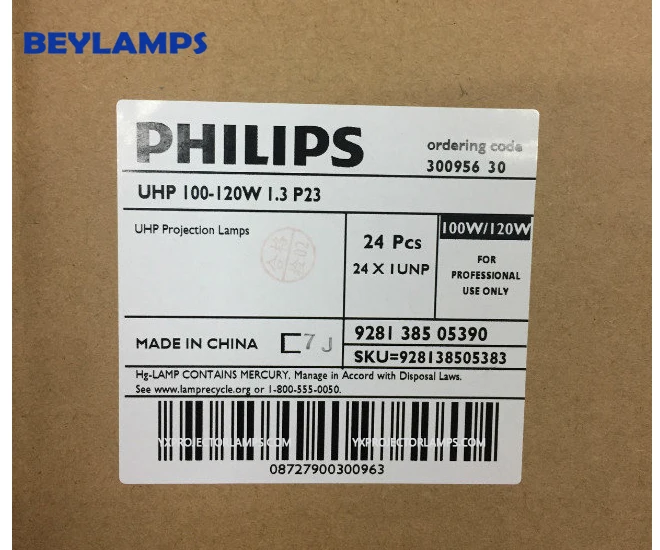 BEYLAMPS
PHILIPS
ordering code
300956 30
UHP 100-120W 1.3 P23
UHP Projection Lamps
24 Pcs
24 X 1UNP
100W/120W
FOR
PROFESSIONAL
USE ONLY
MADE IN CHINA
7 J
9281 385 05390
SKU=928138505383
Hg-LAMP CONTAINS MERCURY, Manage in Accord with Disposal Laws.
See www.lamprecycle.org or 1-800-555-0050.
YXPROJECTORLAMPS.COM YXPROJECTORLAMPS.COM
08727900300963